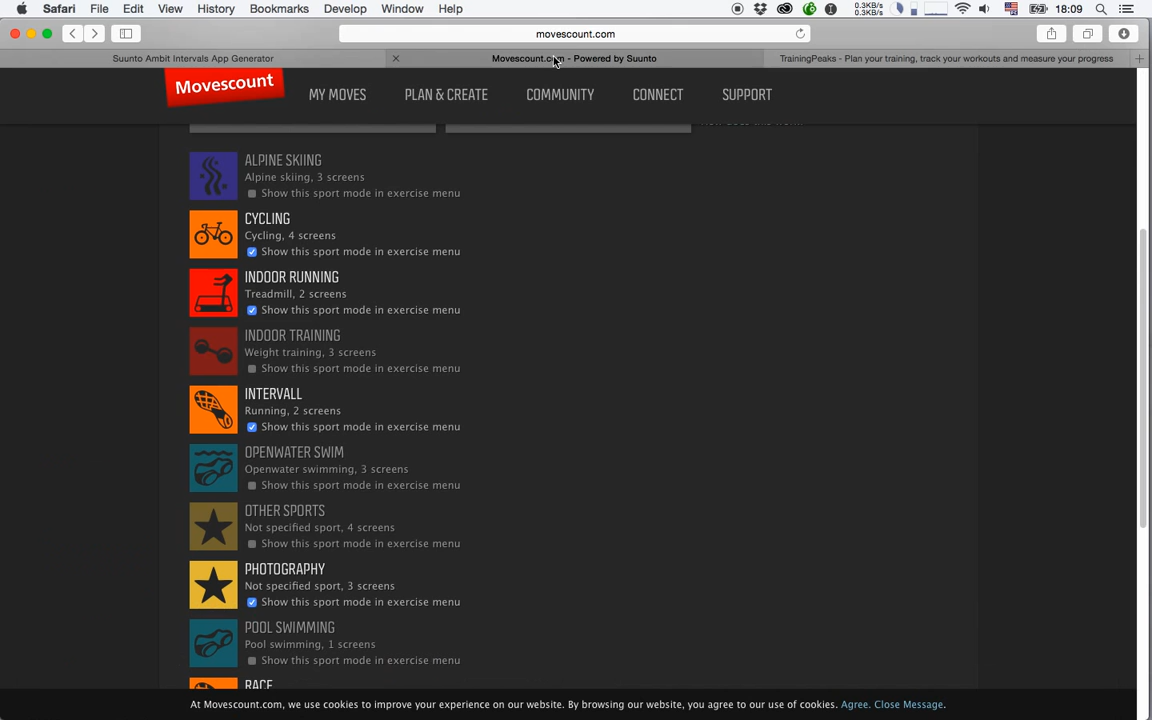 Safari File Edit View History Bookmarks Develop Window Help 0.3KB/s 0.3KB/s 18:09
movescount.com
Suunto Ambit Intervals App Generator
Movescount.com - Powered by Suunto
TrainingPeaks - Plan your training, track your workouts and measure your progress
Movescount
MY MOVES PLAN & CREATE COMMUNITY CONNECT SUPPORT
ALPINE SKIING
Alpine skiing, 3 screens
Show this sport mode in exercise menu
CYCLING
Cycling, 4 screens
Show this sport mode in exercise menu
INDOOR RUNNING
Treadmill, 2 screens
Show this sport mode in exercise menu
INDOOR TRAINING
Weight training, 3 screens
Show this sport mode in exercise menu
INTERVALL
Running, 2 screens
Show this sport mode in exercise menu
OPENWATER SWIM
Openwater swimming, 3 screens
Show this sport mode in exercise menu
OTHER SPORTS
Not specified sport, 4 screens
Show this sport mode in exercise menu
PHOTOGRAPHY
Not specified sport, 3 screens
Show this sport mode in exercise menu
POOL SWIMMING
Pool swimming, 1 screens
Show this sport mode in exercise menu
RACE
At Movescount.com, we use cookies to improve your experience on our website. By browsing our website, you agree to our use of cookies. Agree. Close Message.